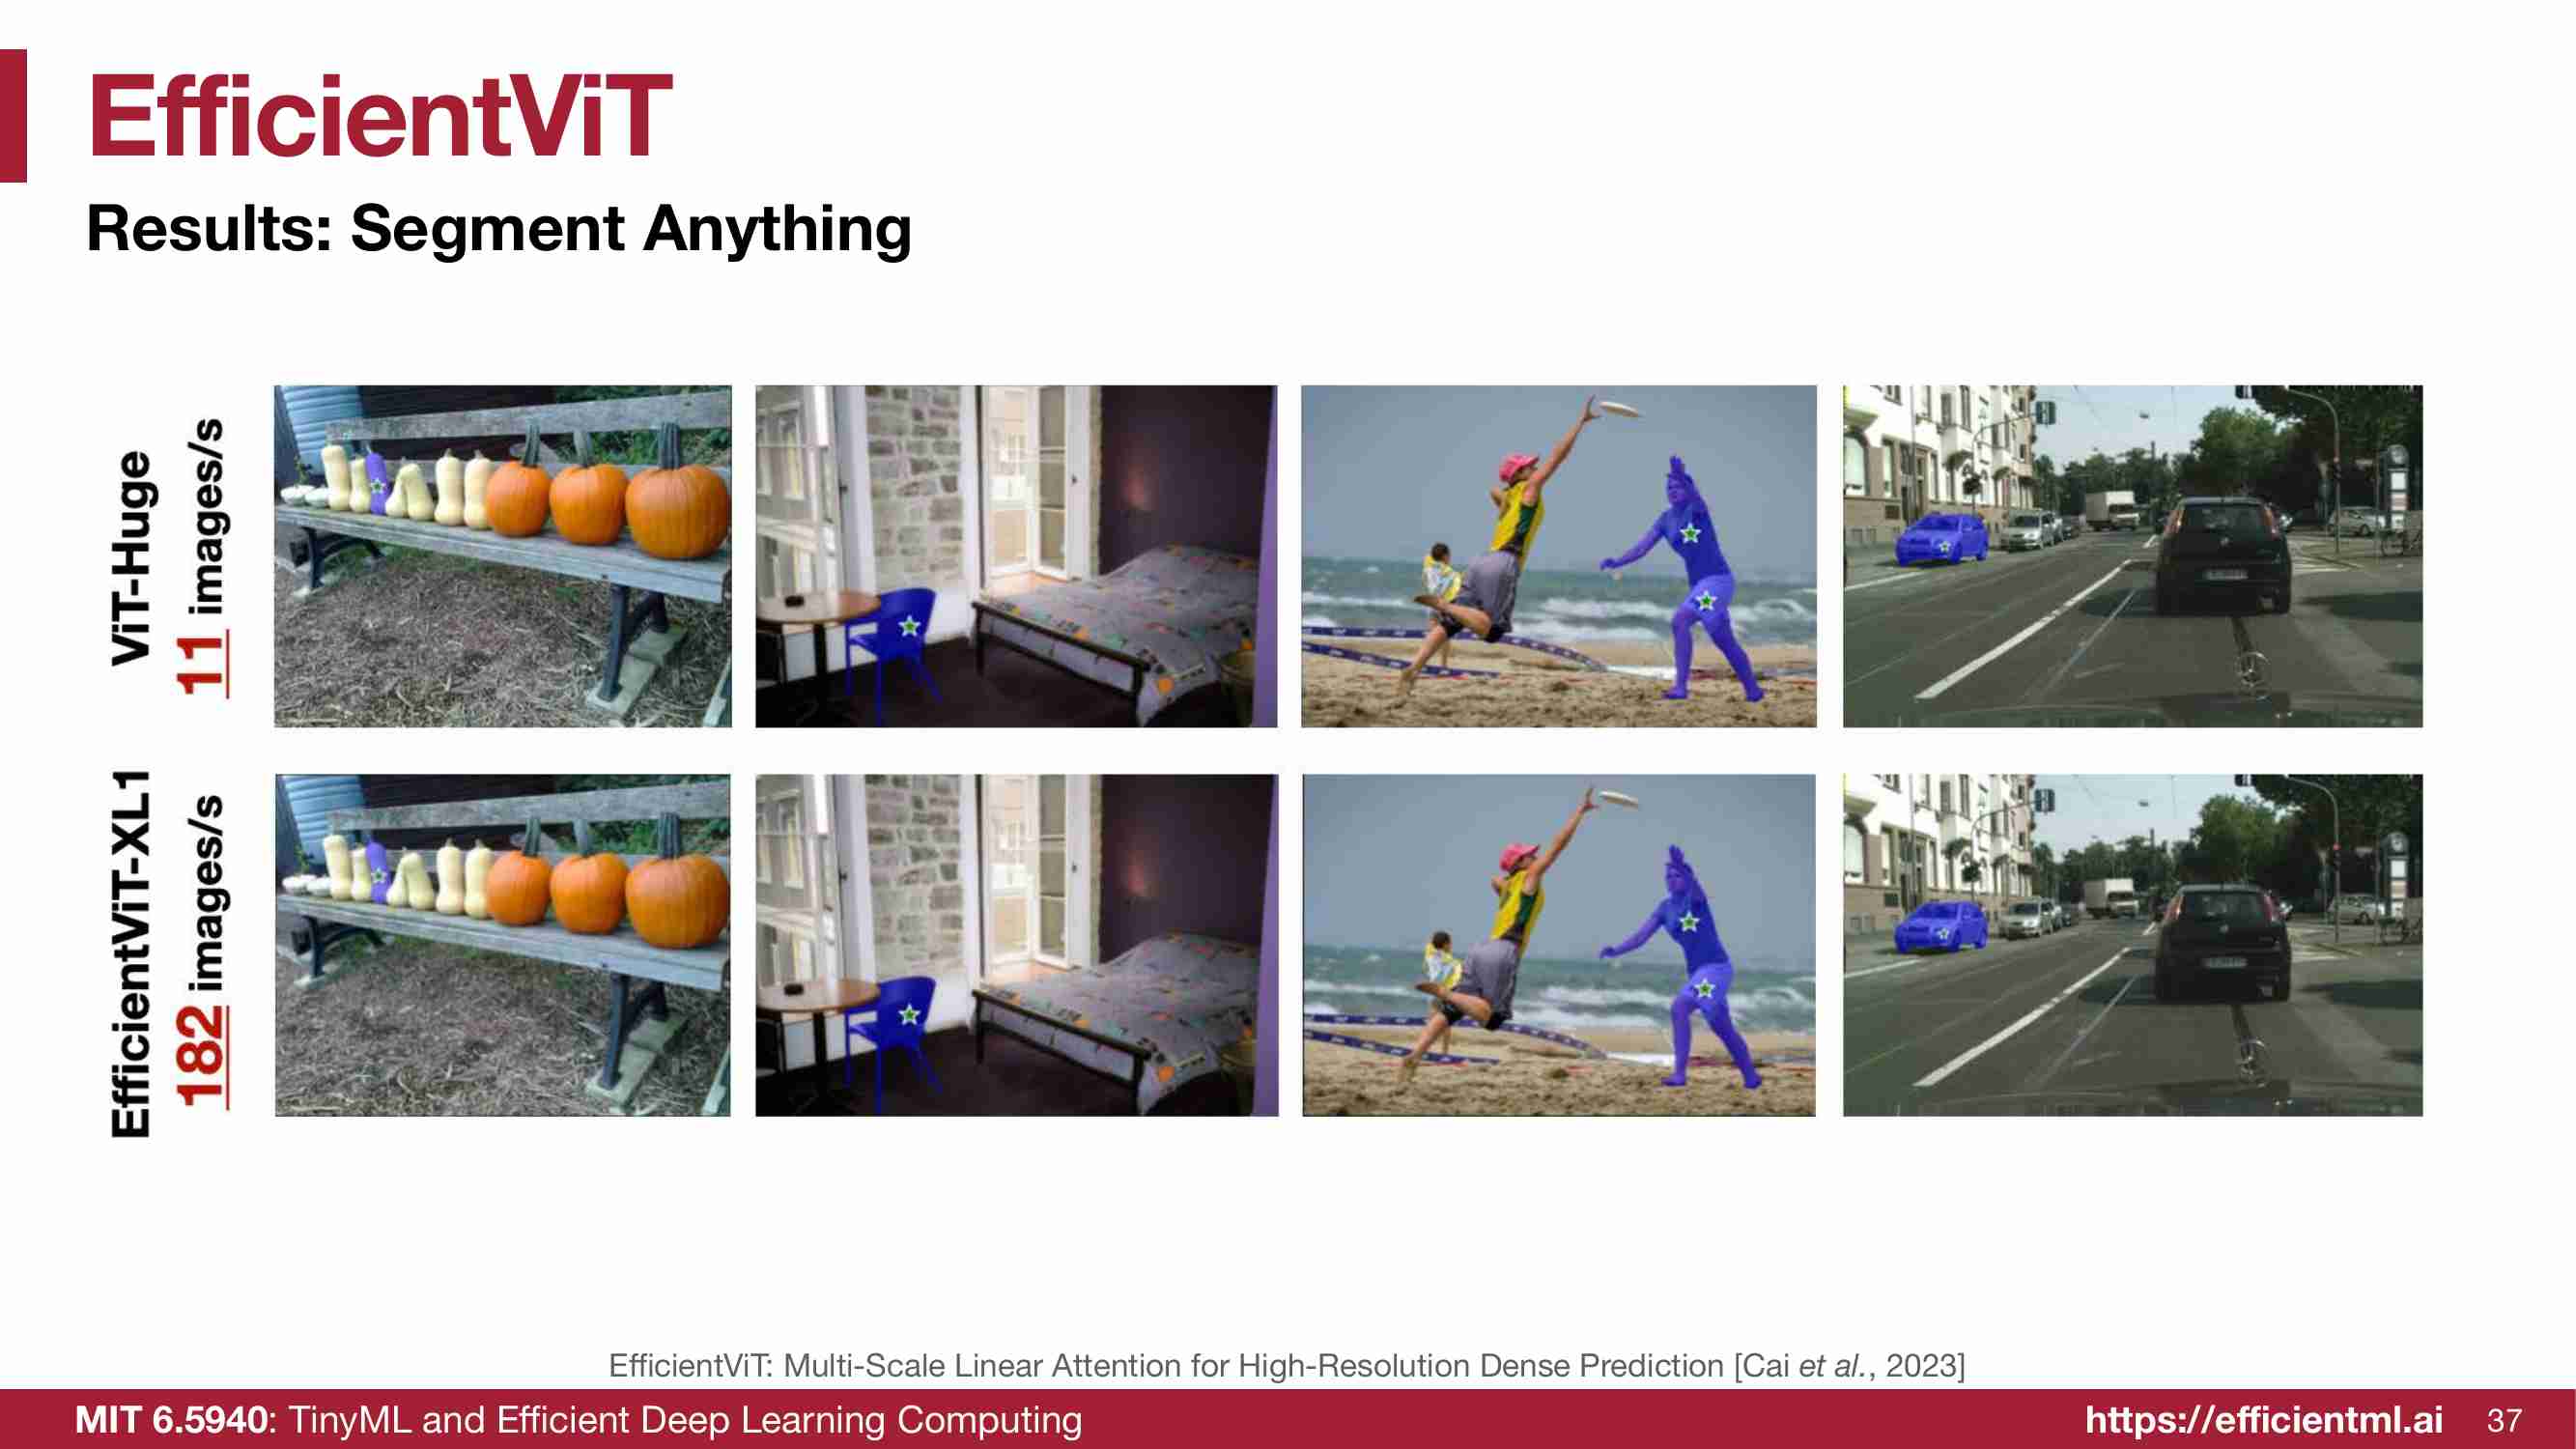 EfficientViT
Results: Segment Anything
ViT-Huge
11 images/s
EfficientViT-XL1
182 images/s
EfficientViT: Multi-Scale Linear Attention for High-Resolution Dense Prediction [Cai et al., 2023]
MIT 6.5940: TinyML and Efficient Deep Learning Computing
https://efficientml.ai
37